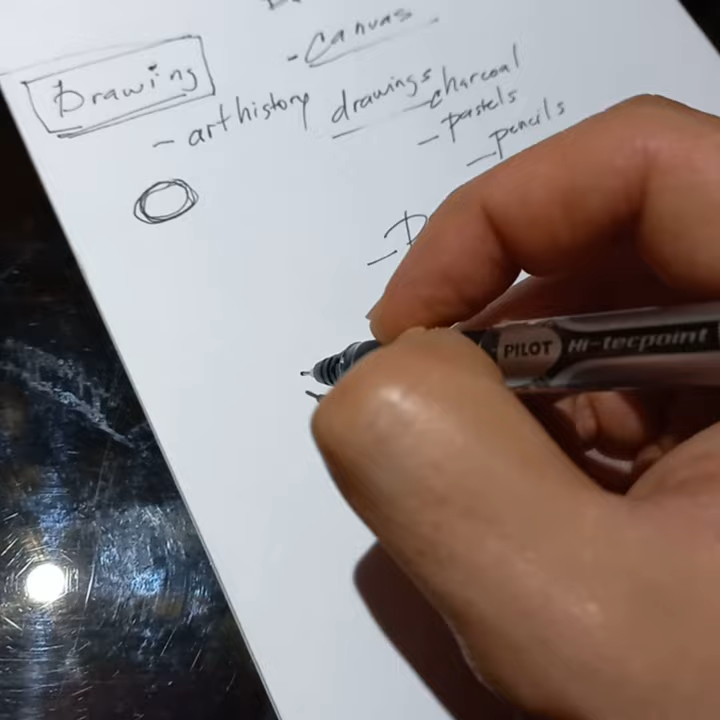 - Canvas
Drawing
- art history drawings - charcoal
- pastels
- pencils
PILOT Hi-tecpoint